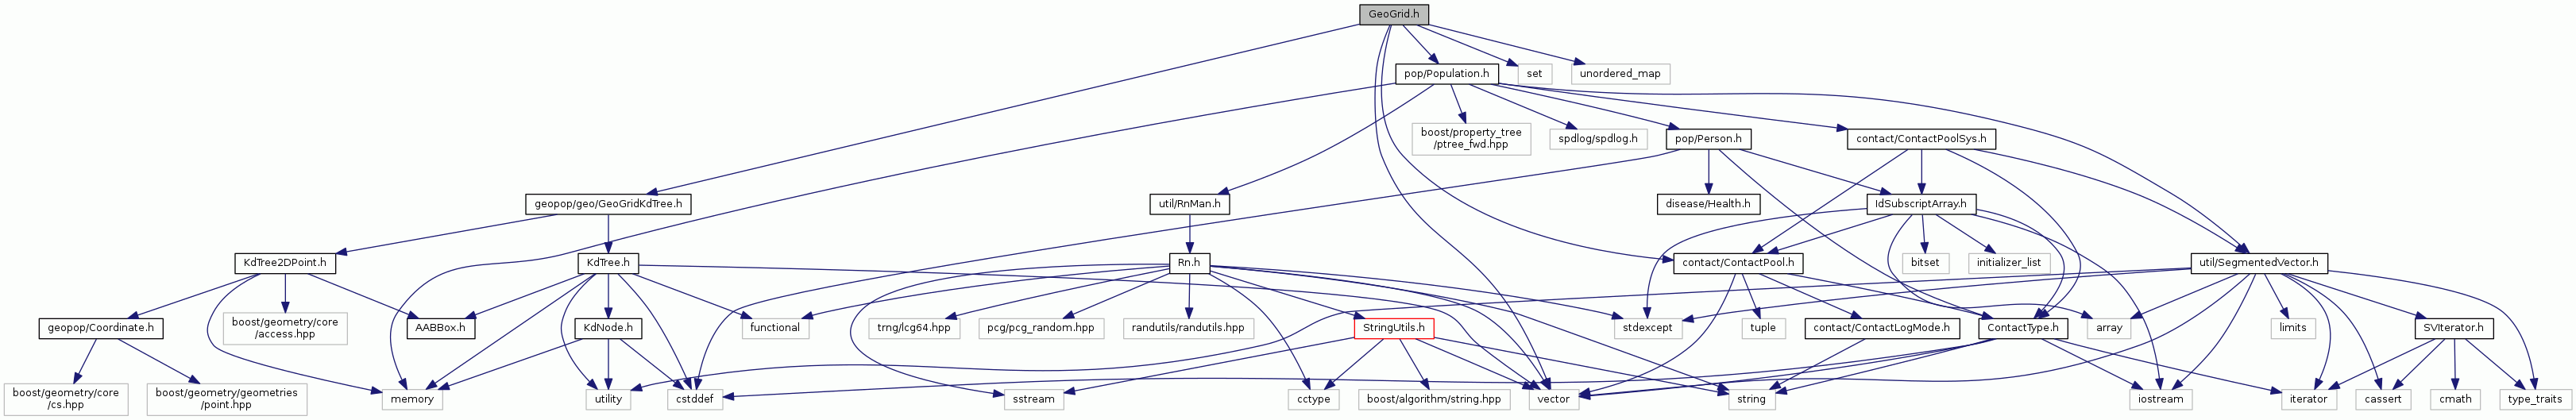 GeoGrid.h
pop/Population.h
set
unordered_map
boost/property_tree
/ptree_fwd.hpp
spdlog/spdlog.h
pop/Person.h
contact/ContactPoolSys.h
geopop/geo/GeoGridKdTree.h
util/RnMan.h
disease/Health.h
IdSubscriptArray.h
KdTree2DPoint.h
KdTree.h
Rn.h
contact/ContactPool.h
bitset
initializer_list
util/SegmentedVector.h
geopop/Coordinate.h
boost/geometry/core
/access.hpp
AABBox.h
KdNode.h
functional
trng/lcg64.hpp
pcg/pcg_random.hpp
randutils/randutils.hpp
StringUtils.h
stdexcept
tuple
contact/ContactLogMode.h
ContactType.h
array
limits
SVIterator.h
boost/geometry/core
/cs.hpp
boost/geometry/geometries
/point.hpp
memory
utility
cstddef
sstream
cctype
boost/algorithm/string.hpp
vector
string
iostream
iterator
cassert
cmath
type_traits